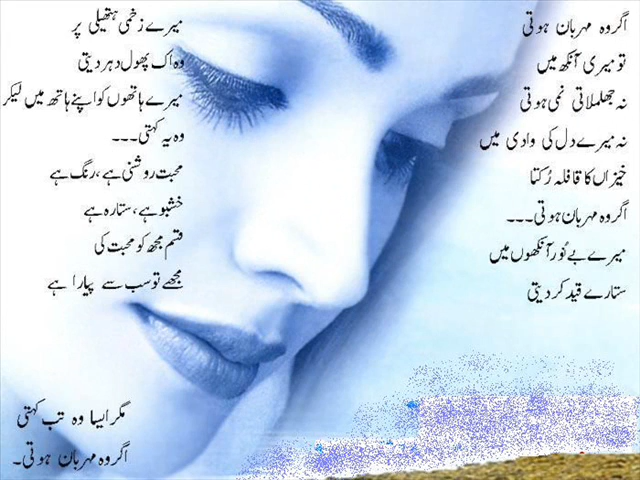 اگر وہ مہربان ہوتی
تو میری آنکھ میں
نہ جھلملاتی نمی ہوتی
نہ میرے دل کی وادی میں
خیزاں کا قافلہ رُکتا
اگر وہ مہربان ہوتی۔۔۔
میرے بے نُور آنکھوں میں
ستارے قید کر دیتی
میرے زخمی ہتھیلی پر
وہ اک پھول دہر دیتی
میرے ہاتھوں کو اپنے ہاتھ میں لیکر
وہ یہ کہتی۔۔۔
محبت روشنی ہے، رنگ ہے
خشبو ہے، ستارہ ہے
قسم مجھ کو محبت کی
مجھے تو سب سے پیارا ہے
مگر ایسا وہ تب کہتی
اگر وہ مہربان ہوتی۔